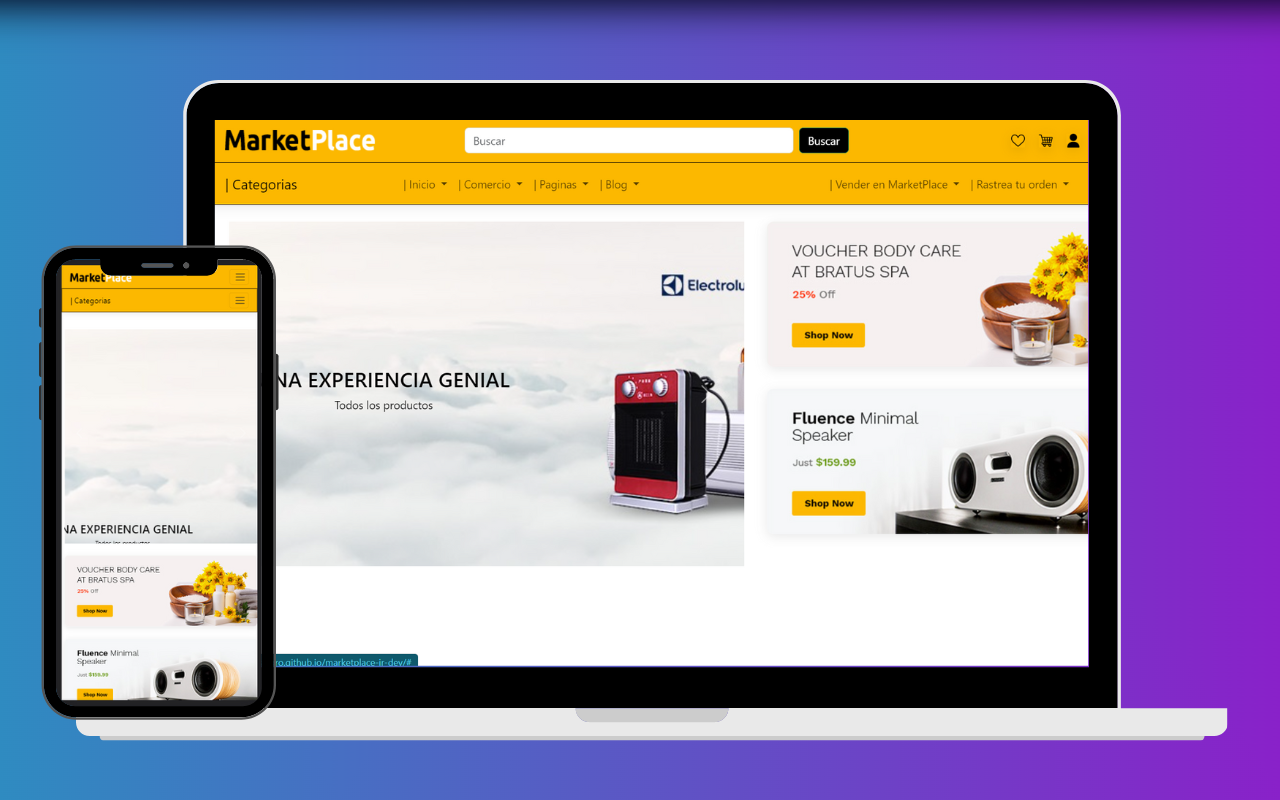 MarketPlace
Buscar
Buscar
| Categorias
| Inicio
| Comercio
| Paginas
| Blog
| Vender en MarketPlace
| Rastrea tu orden
Electrolu
NA EXPERIENCIA GENIAL
Todos los productos
VOUCHER BODY CARE
AT BRATUS SPA
25% Off
Shop Now
Fluence Minimal
Speaker
Just $159.99
Shop Now
ro.github.io/marketplace-jr-dev/#
MarketPlace
| Categorias
NA EXPERIENCIA GENIAL
Todos los productos
VOUCHER BODY CARE
AT BRATUS SPA
25% Off
Shop Now
Fluence Minimal
Speaker
Just $159.99
Shop Now